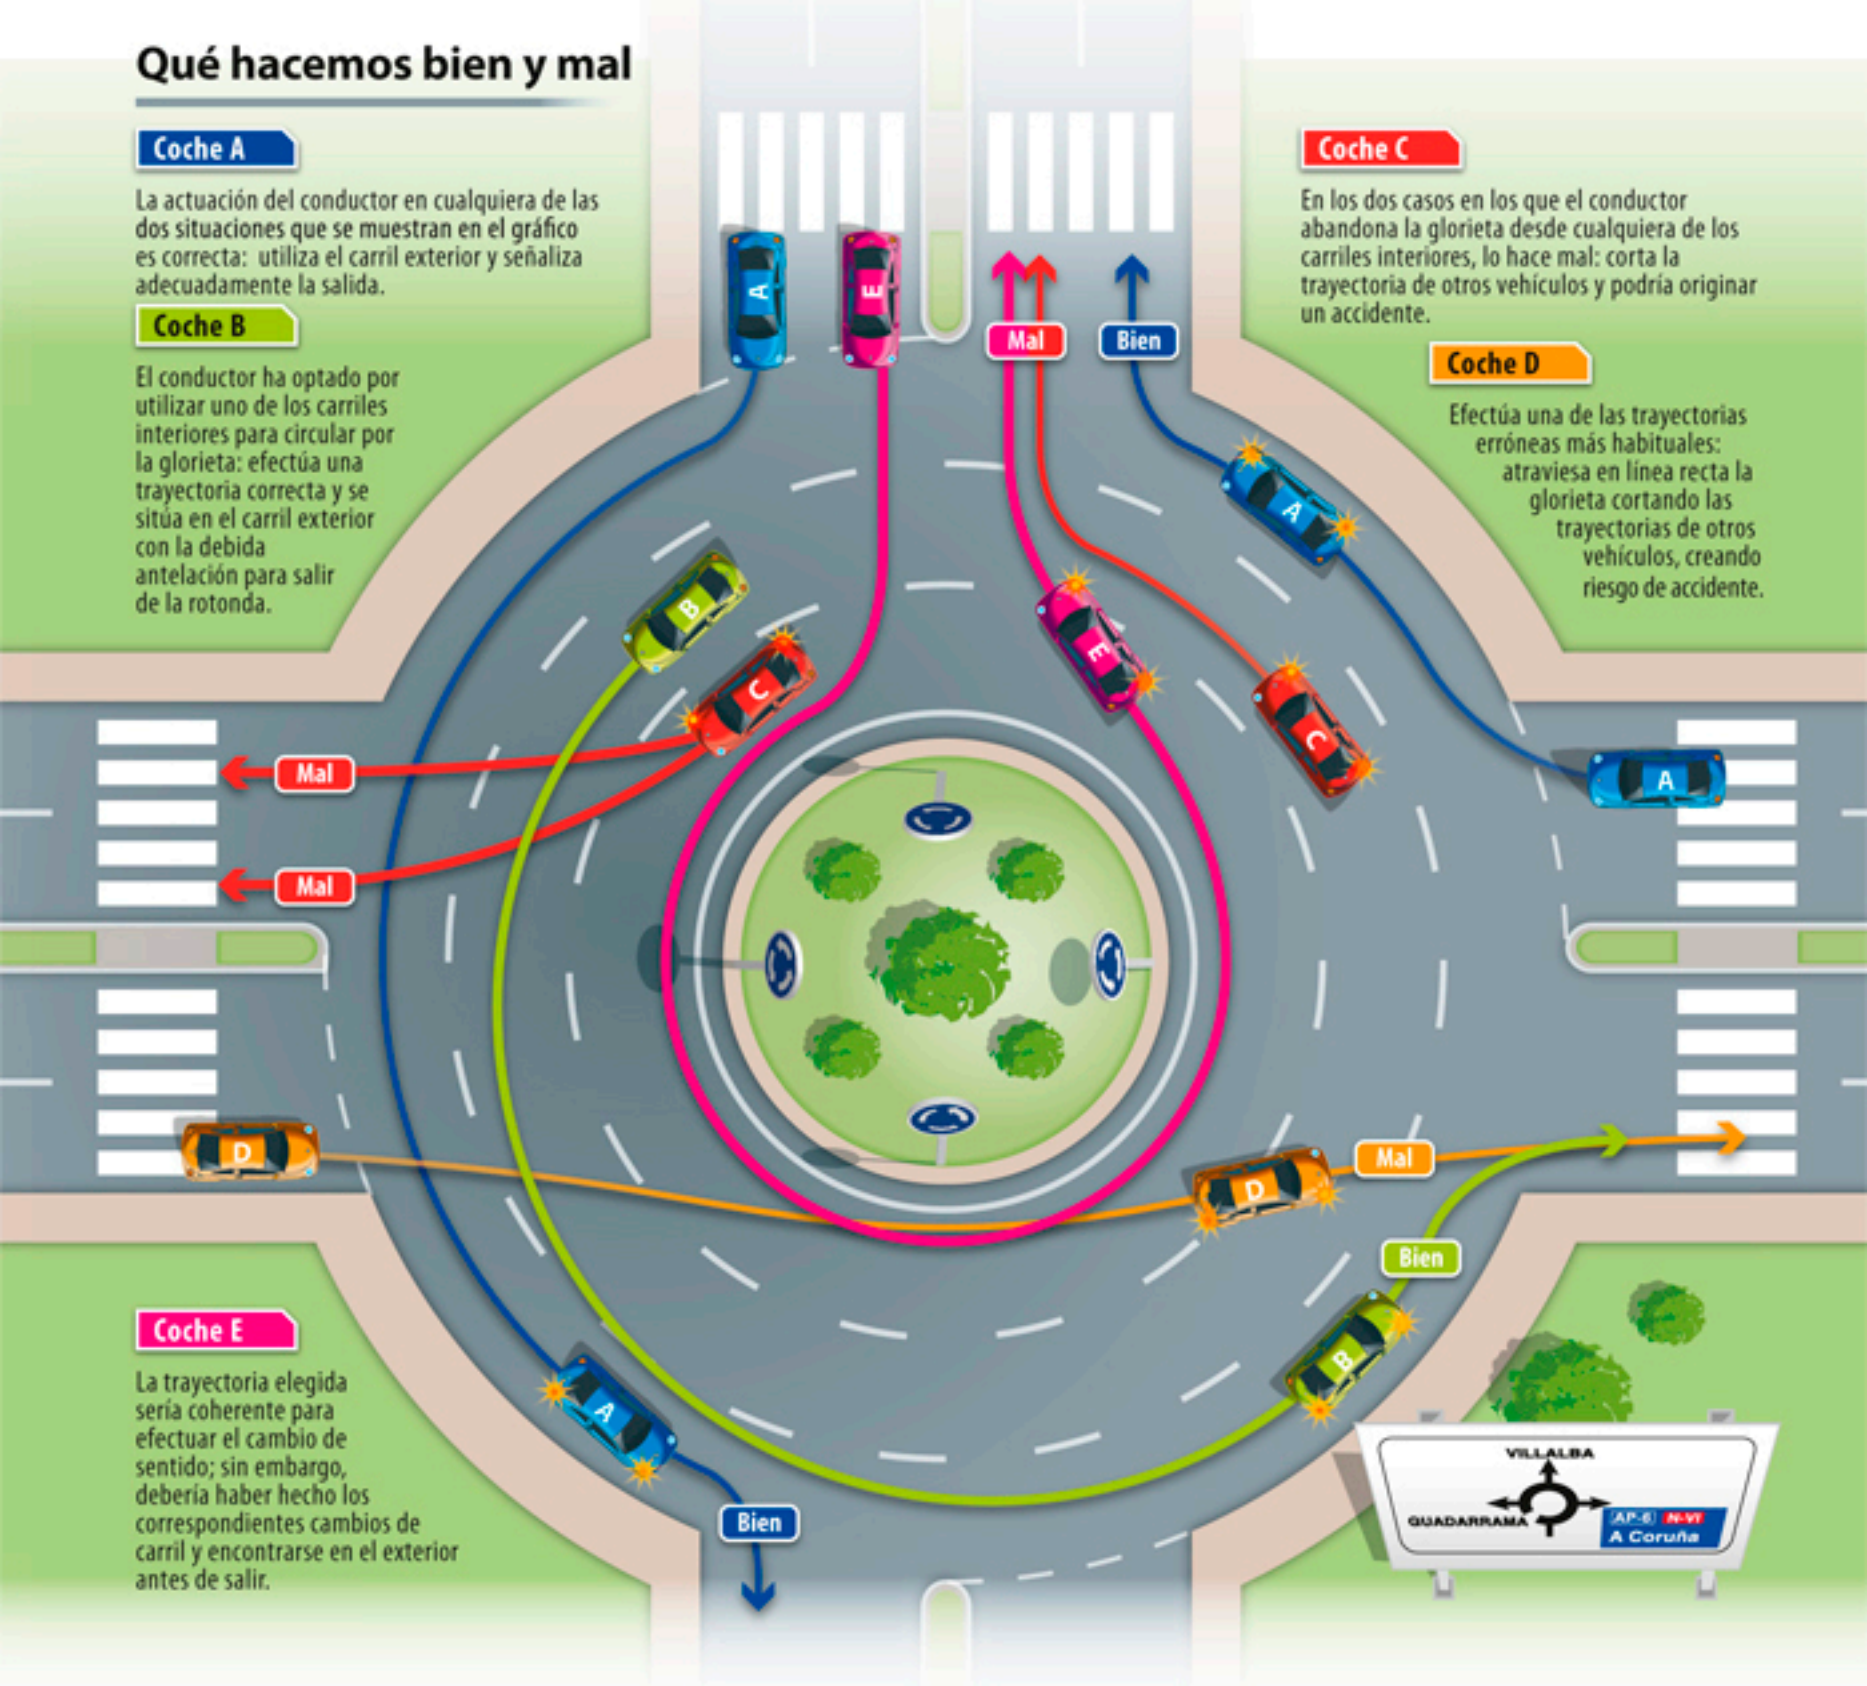 Qué hacemos bien y mal
Coche A
La actuación del conductor en cualquiera de las
dos situaciones que se muestran en el gráfico
es correcta: utiliza el carril exterior y señaliza
adecuadamente la salida.
Coche B
El conductor ha optado por
utilizar uno de los carriles
interiores para circular por
la glorieta: efectúa una
trayectoria correcta y se
sitúa en el carril exterior
con la debida
antelación para salir
de la rotonda.
Coche C
En los dos casos en los que el conductor
abandona la glorieta desde cualquiera de los
carriles interiores, lo hace mal: corta la
trayectoria de otros vehículos y podría originar
un accidente.
Coche D
Efectúa una de las trayectorias
erróneas más habituales:
atraviesa en línea recta la
glorieta cortando las
trayectorias de otros
vehículos, creando
riesgo de accidente.
A
E
Mal
Bien
A
B
E
C
C
Mal
A
Mal
D
Mal
D
Bien
B
A
Bien
Coche E
La trayectoria elegida
sería coherente para
efectuar el cambio de
sentido; sin embargo,
debería haber hecho los
correspondientes cambios de
carril y encontrarse en el exterior
antes de salir.
VILLALBA
GUADARRAMA
AP-6 N-VI
A Coruña